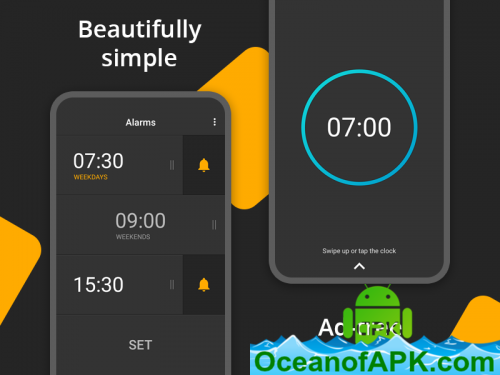 Beautifully
simple
Alarms
07:30
WEEKDAYS
09:00
WEEKENDS
15:30
SET
07:00
Swipe up or tap the clock
OceanofAPK.com